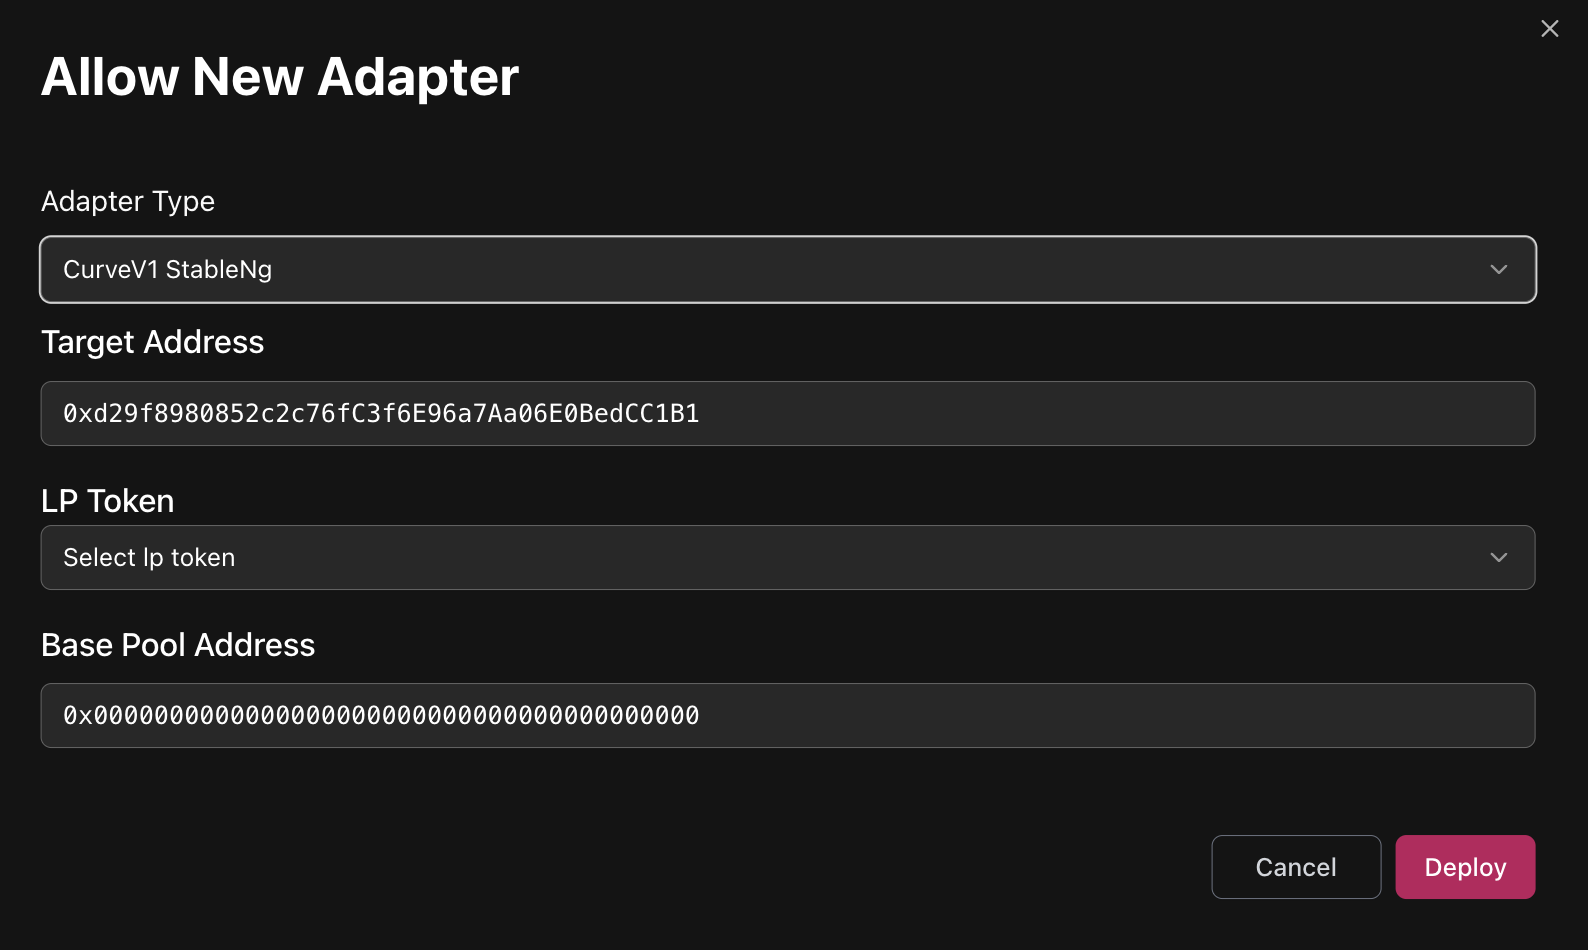 Allow New Adapter
Adapter Type
CurveV1 StableNg
Target Address
0xd29f8980852c2c76fC3f6E96a7Aa06E0BedCC1B1
LP Token
Select lp token
Base Pool Address
0x0000000000000000000000000000000000000000
Cancel
Deploy